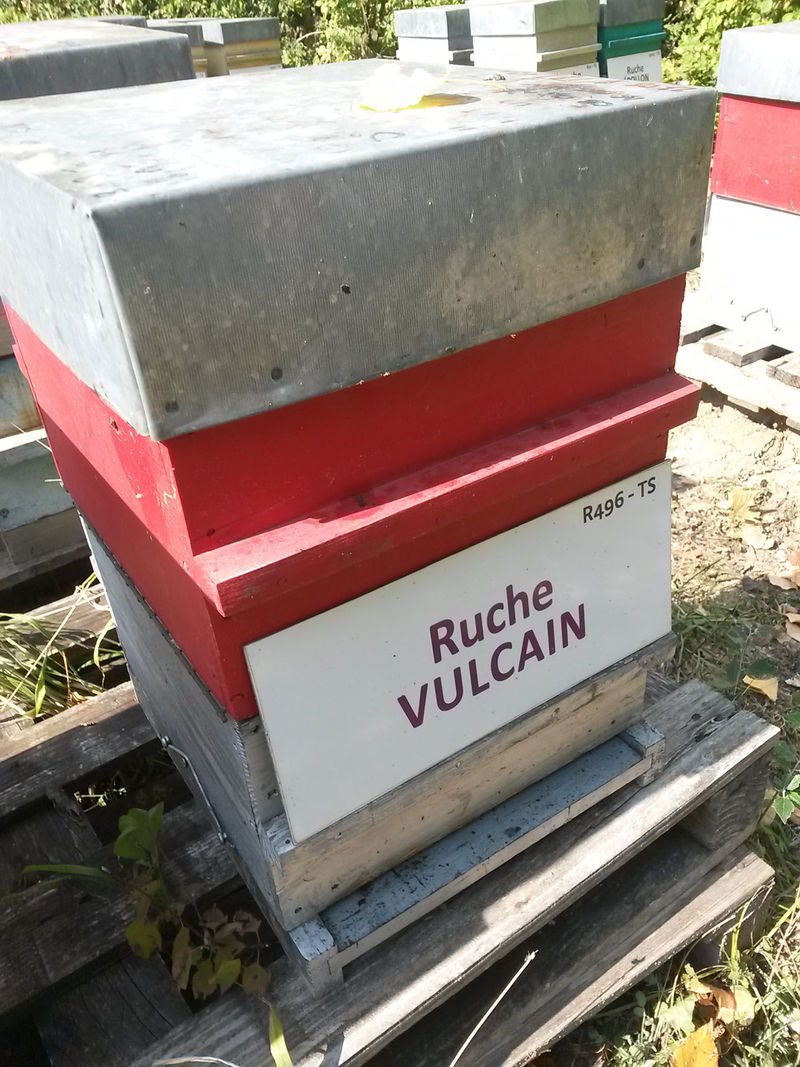 Ruche
R496 - TS
Ruche
VULCAIN